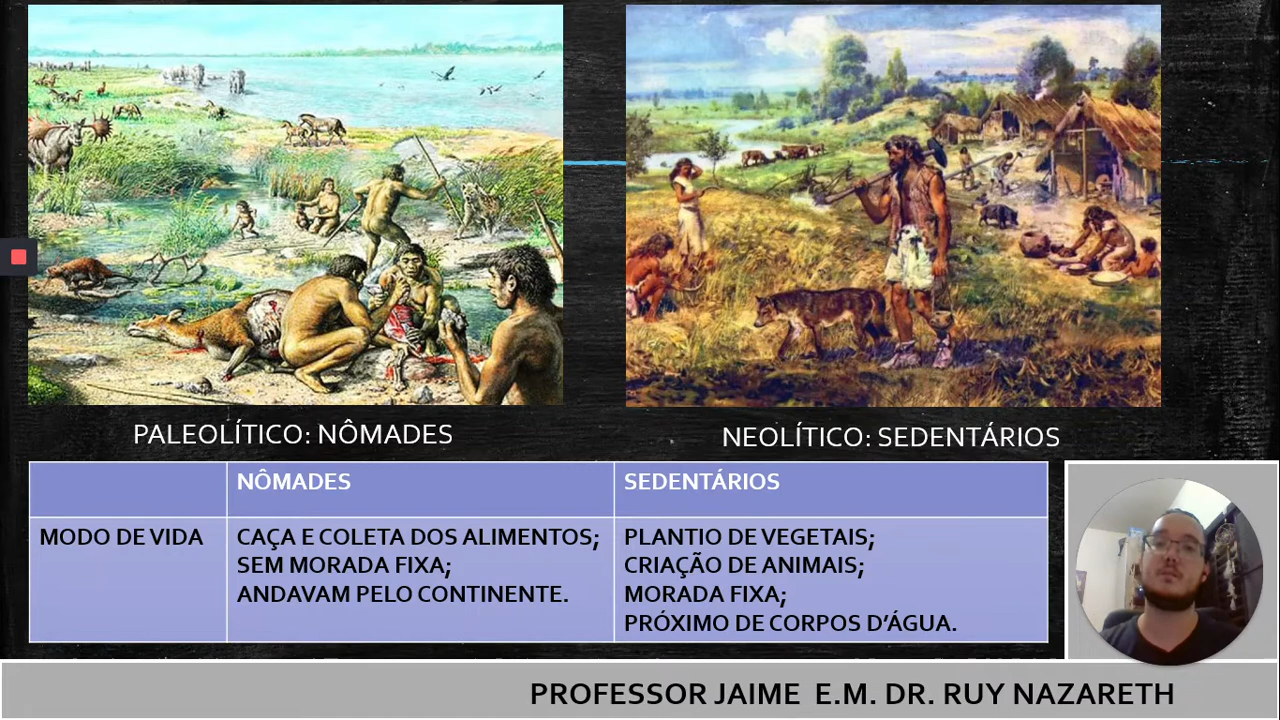 PALEOLÍTICO: NÔMADES
NEOLÍTICO: SEDENTÁRIOS
NÔMADES
SEDENTÁRIOS
MODO DE VIDA
CAÇA E COLETA DOS ALIMENTOS;
SEM MORADA FIXA;
ANDAVAM PELO CONTINENTE.
PLANTIO DE VEGETAIS;
CRIAÇÃO DE ANIMAIS;
MORADA FIXA;
PRÓXIMO DE CORPOS D’ÁGUA.
PROFESSOR JAIME  E.M. DR. RUY NAZARETH